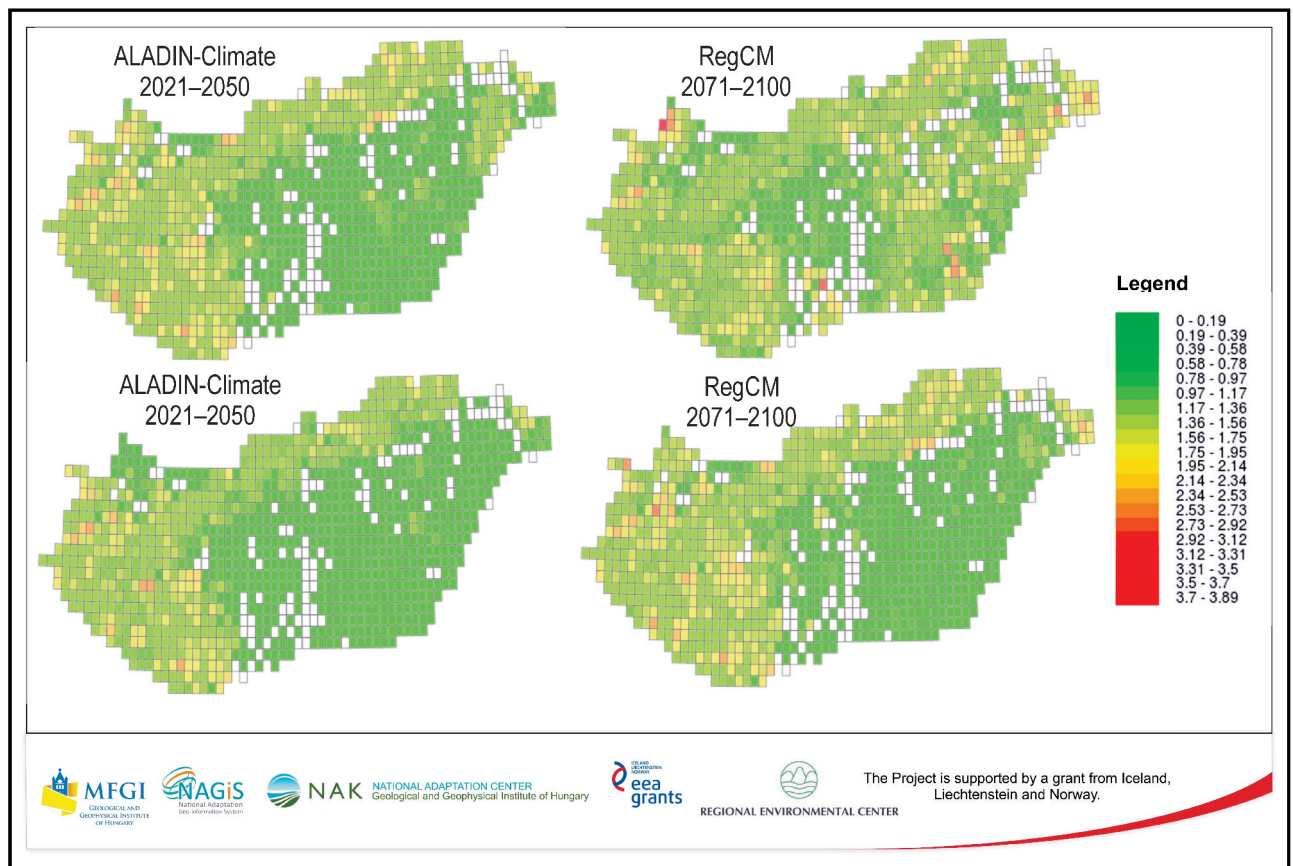 ALADIN-Climate
2021–2050
RegCM
2071–2100
ALADIN-Climate
2021–2050
RegCM
2071–2100
Legend
0 - 0.19
0.19 - 0.39
0.39 - 0.58
0.58 - 0.78
0.78 - 0.97
0.97 - 1.17
1.17 - 1.36
1.36 - 1.56
1.56 - 1.75
1.75 - 1.95
1.95 - 2.14
2.14 - 2.34
2.34 - 2.53
2.53 - 2.73
2.73 - 2.92
2.92 - 3.12
3.12 - 3.31
3.31 - 3.5
3.5 - 3.7
3.7 - 3.89
MFGI
GEOLOGICAL AND
GEOPHYSICAL INSTITUTE
OF HUNGARY
NAGiS
National Adaptation
Geo-information System
NAK
NATIONAL ADAPTATION CENTER
Geological and Geophysical Institute of Hungary
ICELAND
LIECHTENSTEIN
NORWAY
eea
grants
REGIONAL ENVIRONMENTAL CENTER
The Project is supported by a grant from Iceland,
Liechtenstein and Norway.